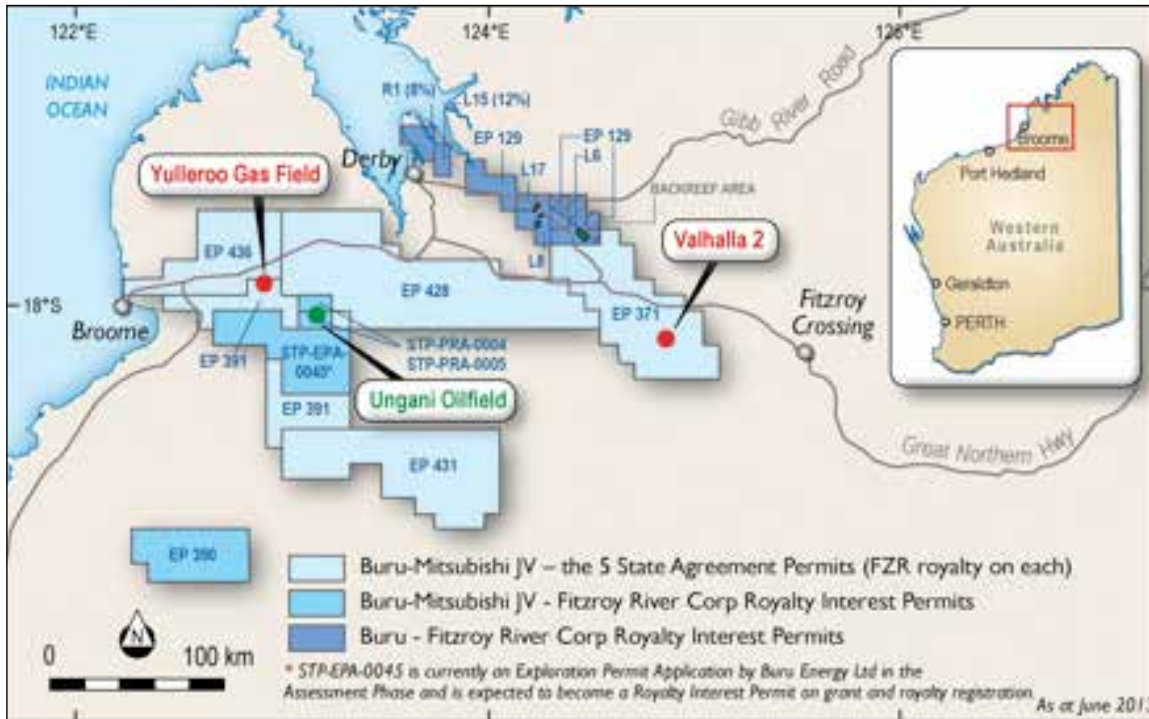 122°E
124°E
126°E
INDIAN
OCEAN
R1 (8%)
L15 (12%)
EP 129
EP 129
L6
L17
BACKREEF AREA
Gibb River Road
Derby
Yulleroo Gas Field
Valhalla 2
EP 436
L8
EP 428
EP 371
18°S
Broome
Fitzroy
Crossing
EP 391
STP-PRA-0004
STP-PRA-0005
STP-EPA-
Ungani Oilfield
EP 391
EP 431
Great Northern Hwy
EP 390
Broome
Port Hedland
Western
Australia
Geraldton
PERTH
Buru-Mitsubishi JV – the 5 State Agreement Permits (FZR royalty on each)
Buru-Mitsubishi JV - Fitzroy River Corp Royalty Interest Permits
Buru - Fitzroy River Corp Royalty Interest Permits
N
0 100 km
* STP-EPA-0045 is currently an Exploration Permit Application by Buru Energy Ltd in the
Assessment Phase and is expected to become a Royalty Interest Permit on grant and royalty registration.
As at June